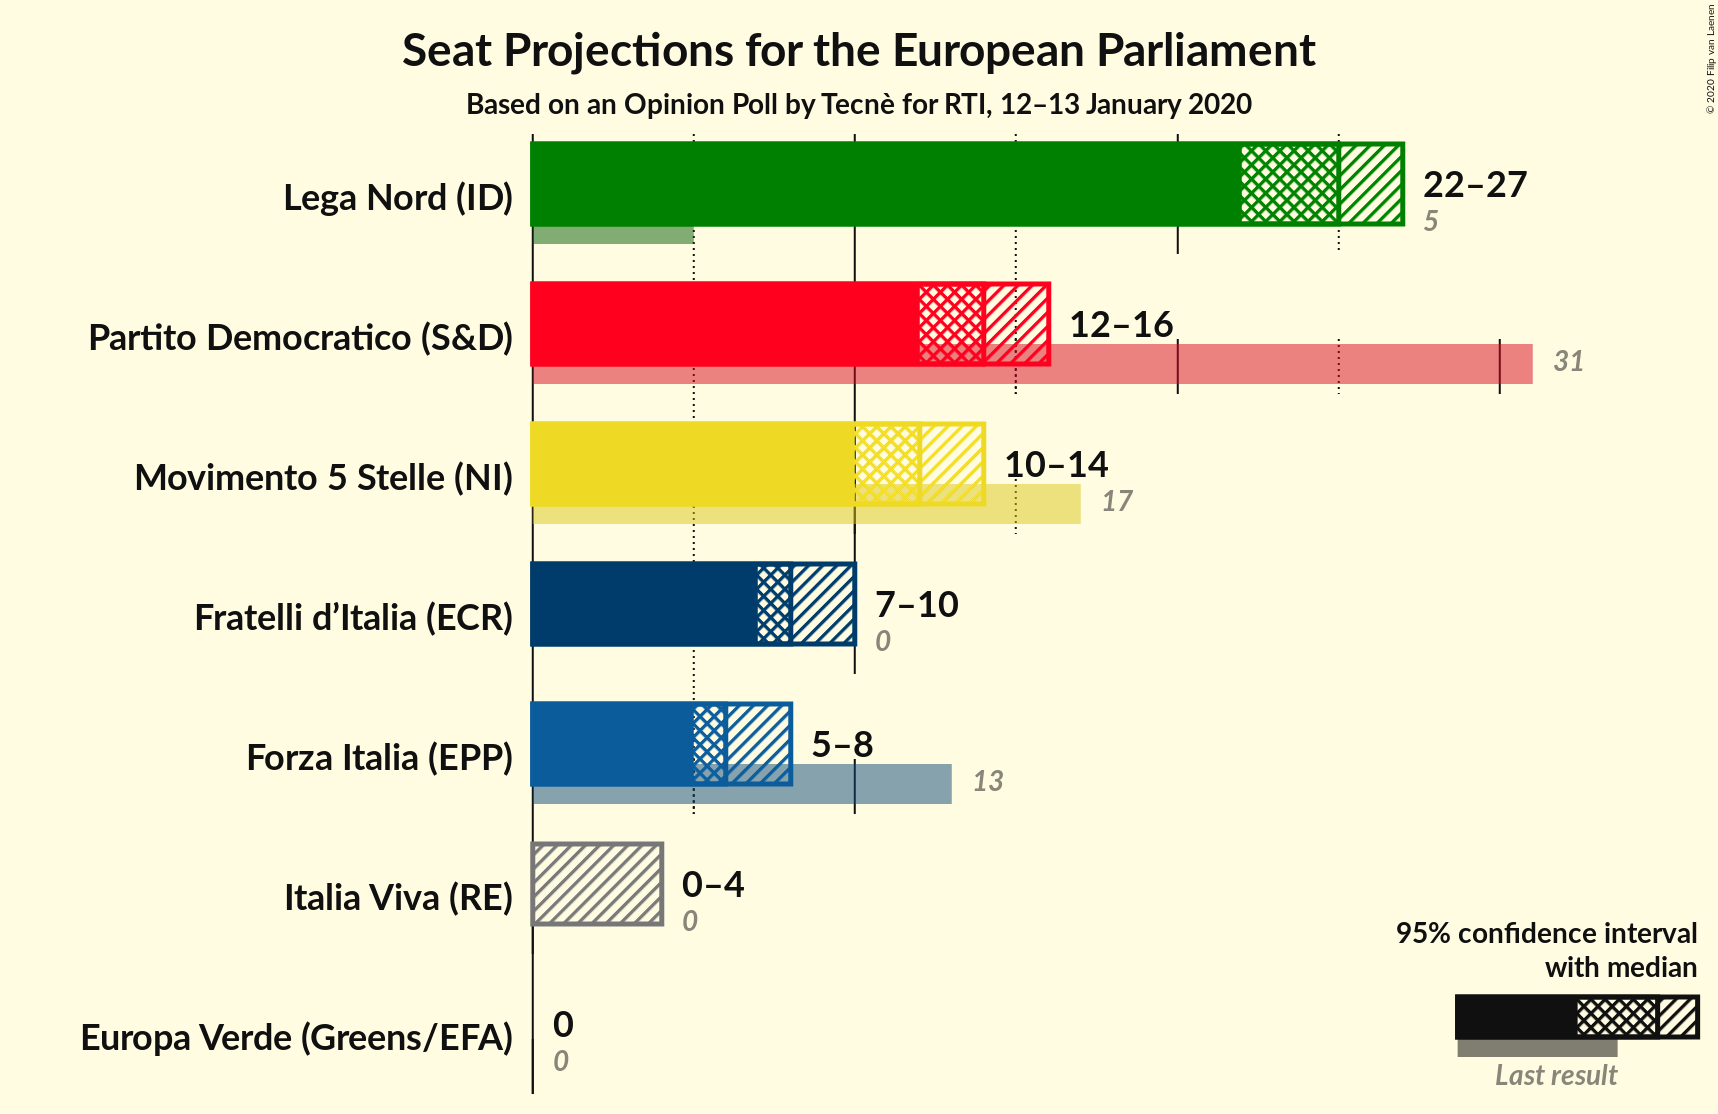 Seat Projections for the European Parliament
Based on an Opinion Poll by Tecnè for RTI, 12–13 January 2020
© 2020 Filip van Laenen
Lega Nord (ID)
22–27
5
Partito Democratico (S&D)
12–16
31
Movimento 5 Stelle (NI)
10–14
17
Fratelli d’Italia (ECR)
7–10
0
Forza Italia (EPP)
5–8
13
Italia Viva (RE)
0–4
0
Europa Verde (Greens/EFA)
0
0
95% confidence interval
with median
Last result